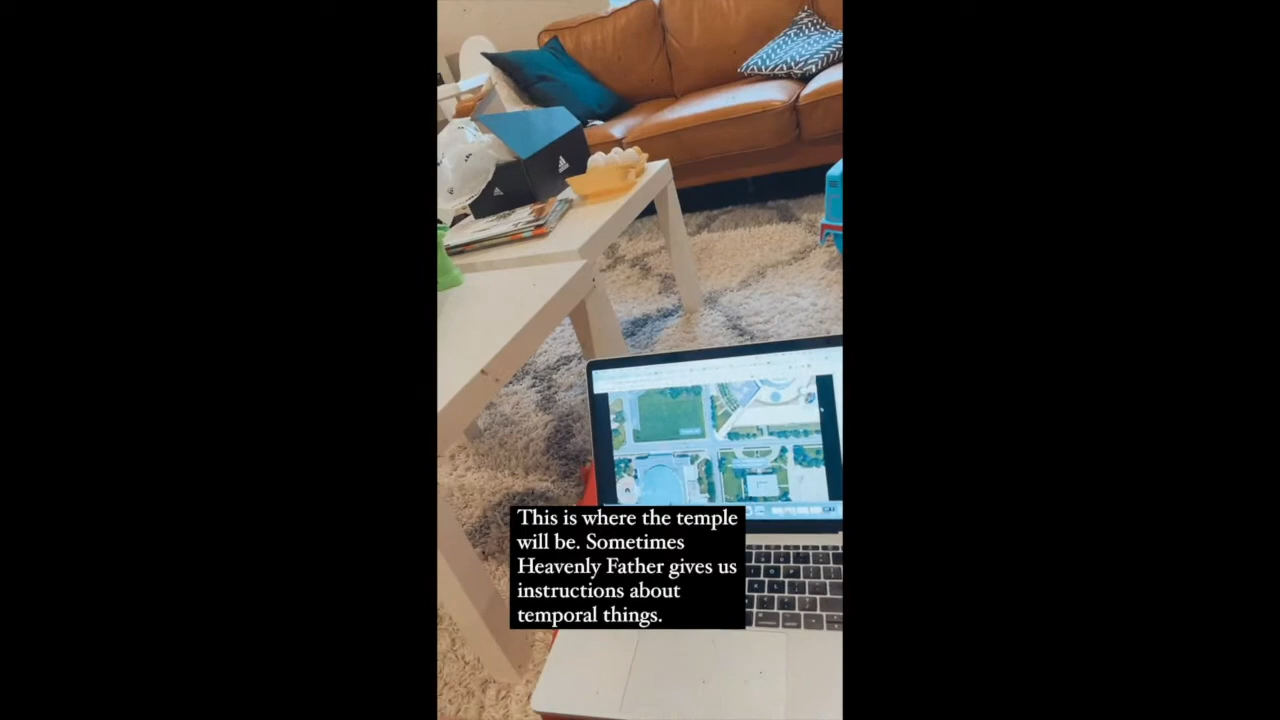 This is where the temple
will be. Sometimes
Heavenly Father gives us
instructions about
temporal things.